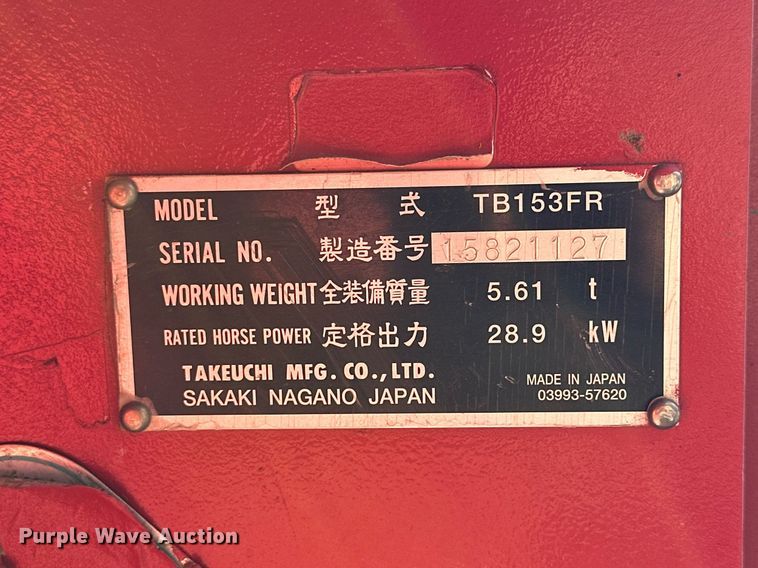 MODEL 型式 TB153FR
SERIAL NO. 製造番号 15821127
WORKING WEIGHT 全装備質量 5.61 t
RATED HORSE POWER 定格出力 28.9 kW
TAKEUCHI MFG. CO., LTD.
SAKAKI NAGANO JAPAN
MADE IN JAPAN
03993-57620
Purple Wave Auction